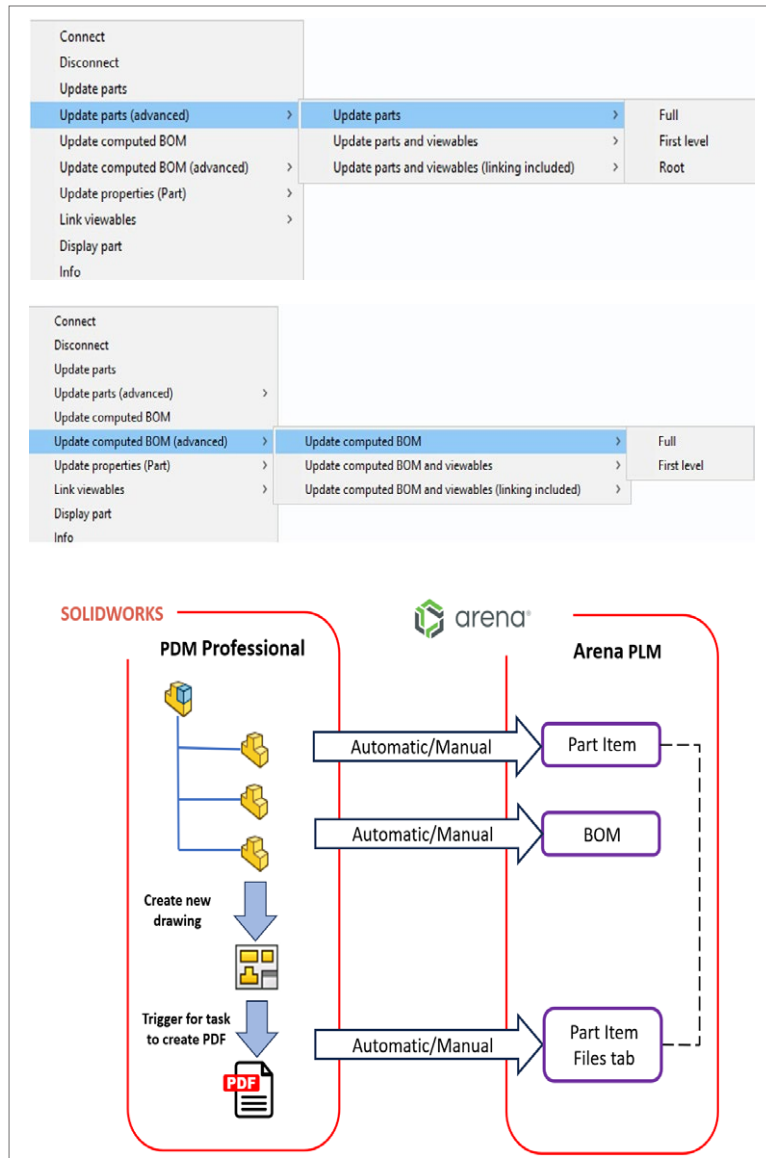 Connect
Disconnect
Update parts
Update parts (advanced) > Update parts > Full
Update computed BOM Update parts and viewables > First level
Update computed BOM (advanced) > Update parts and viewables (linking included) > Root
Update properties (Part) >
Link viewables >
Display part
Info
Connect
Disconnect
Update parts
Update parts (advanced) >
Update computed BOM
Update computed BOM (advanced) > Update computed BOM > Full
Update properties (Part) > Update computed BOM and viewables > First level
Link viewables > Update computed BOM and viewables (linking included) >
Display part
Info
SOLIDWORKS
arena®
PDM Professional
Arena PLM
Automatic/Manual
Part Item
Automatic/Manual
BOM
Create new
drawing
Trigger for task
to create PDF
Automatic/Manual
Part Item
Files tab
PDF